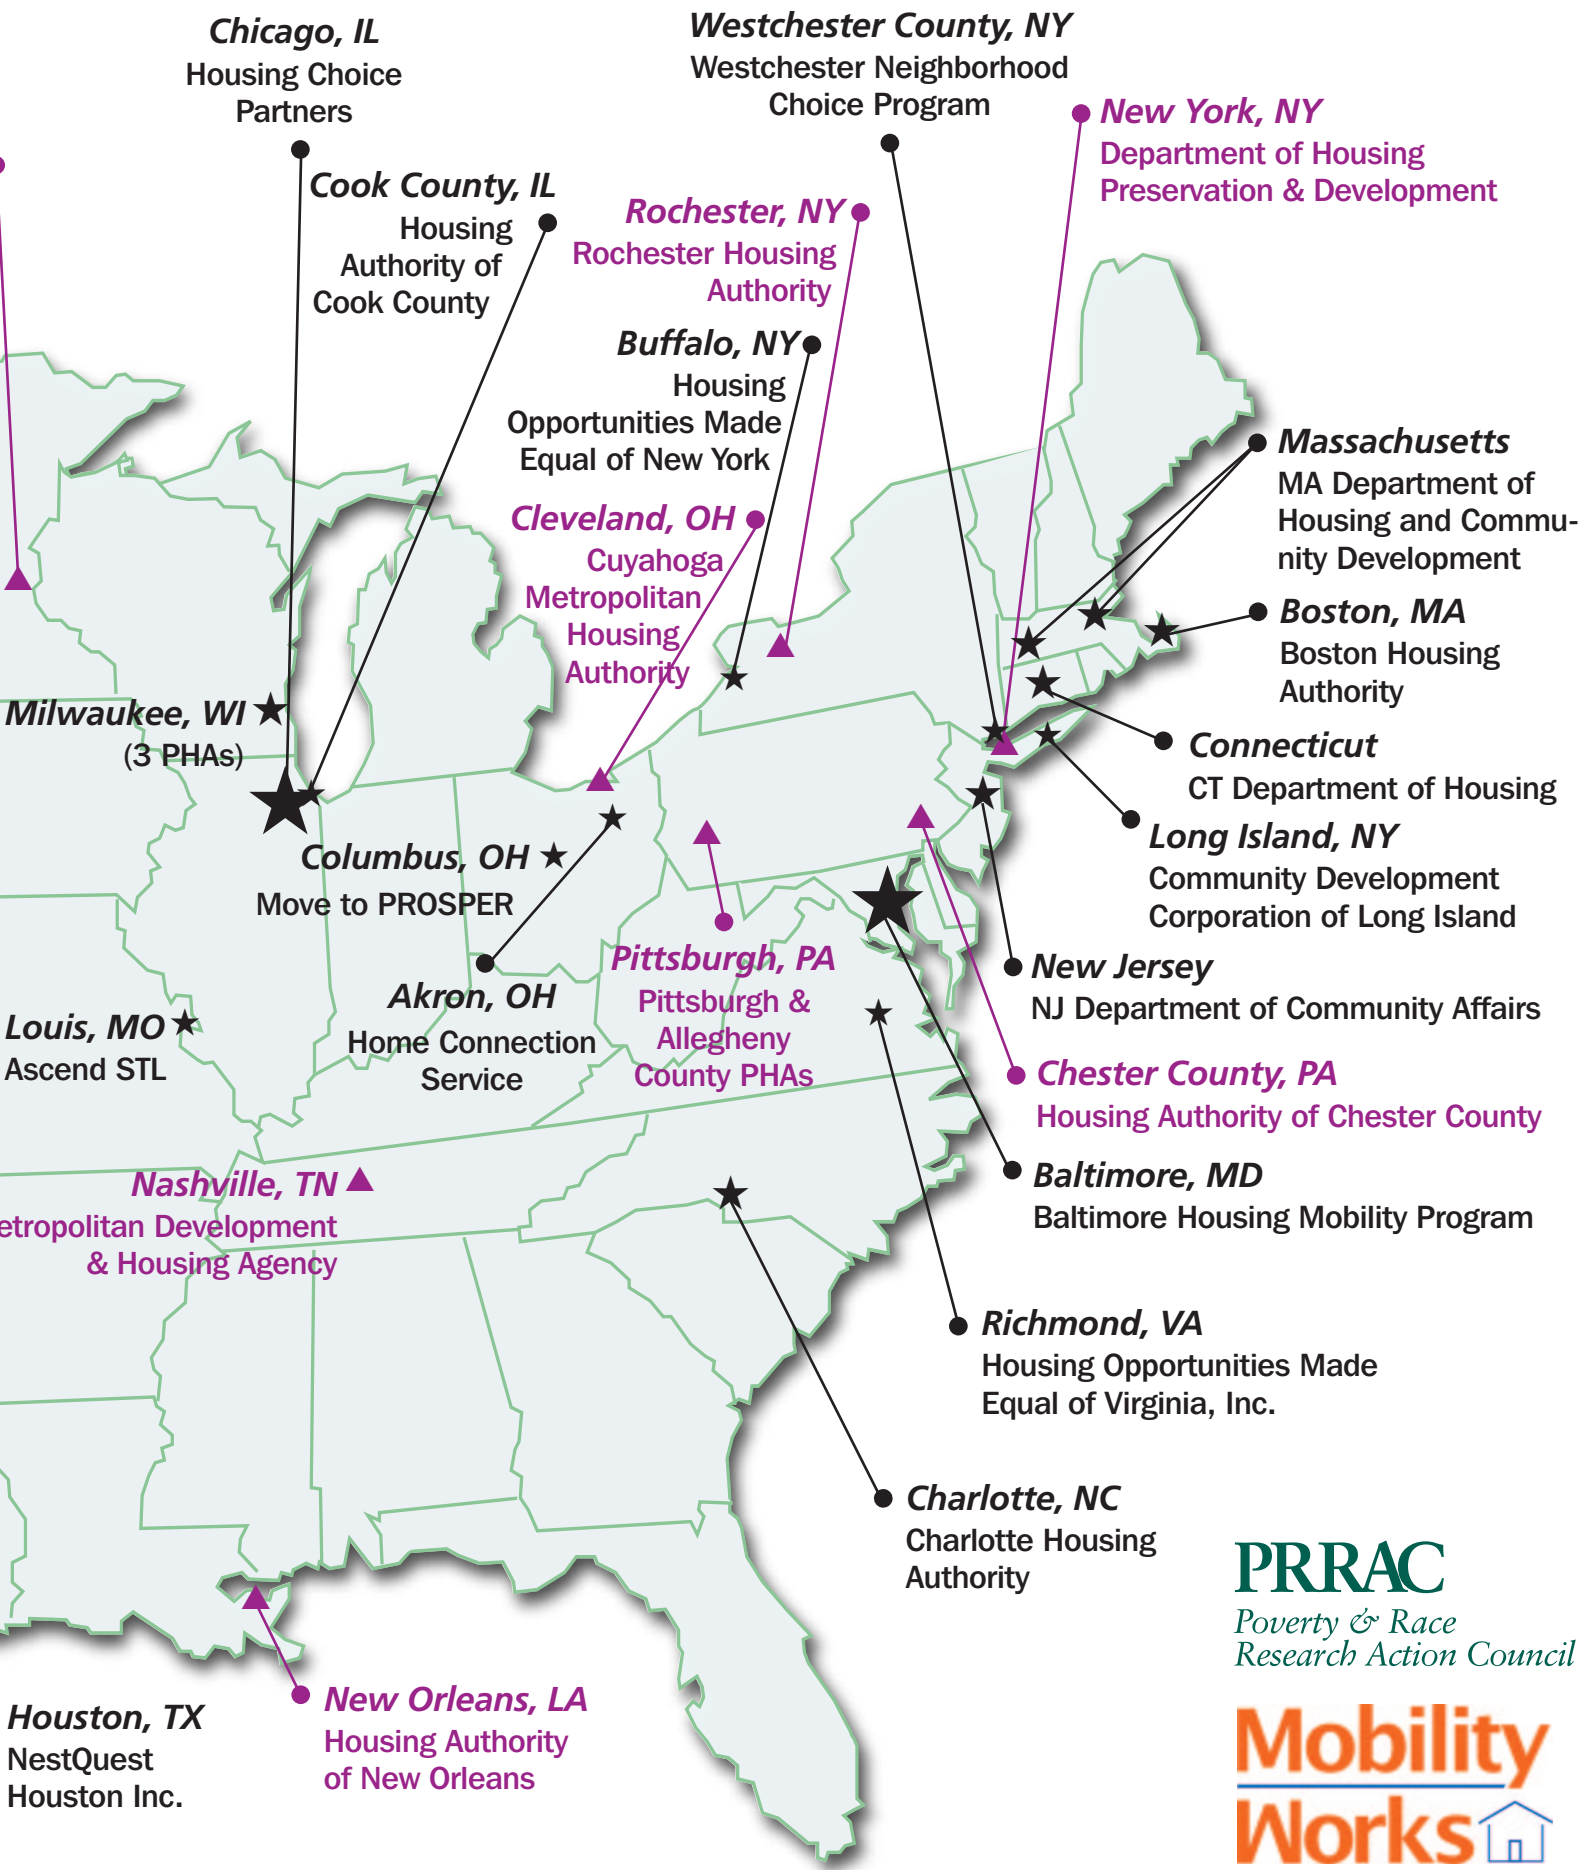 Chicago, IL
Housing Choice
Partners
Westchester County, NY
Westchester Neighborhood
Choice Program
New York, NY
Department of Housing
Preservation & Development
Cook County, IL
Housing
Authority of
Cook County
Rochester, NY
Rochester Housing
Authority
Buffalo, NY
Housing
Opportunities Made
Equal of New York
Cleveland, OH
Cuyahoga
Metropolitan
Housing
Authority
Massachusetts
MA Department of
Housing and Commu-
nity Development
Boston, MA
Boston Housing
Authority
Milwaukee, WI
(3 PHAs)
Connecticut
CT Department of Housing
Long Island, NY
Community Development
Corporation of Long Island
Columbus, OH
Move to PROSPER
Pittsburgh, PA
Pittsburgh &
Allegheny
County PHAs
New Jersey
NJ Department of Community Affairs
Akron, OH
Home Connection
Service
Louis, MO
Ascend STL
Chester County, PA
Housing Authority of Chester County
Baltimore, MD
Baltimore Housing Mobility Program
Nashville, TN
etropolitan Development
& Housing Agency
Richmond, VA
Housing Opportunities Made
Equal of Virginia, Inc.
Charlotte, NC
Charlotte Housing
Authority
New Orleans, LA
Housing Authority
of New Orleans
Houston, TX
NestQuest
Houston Inc.
PRRAC
Poverty & Race
Research Action Council
Mobility
Works